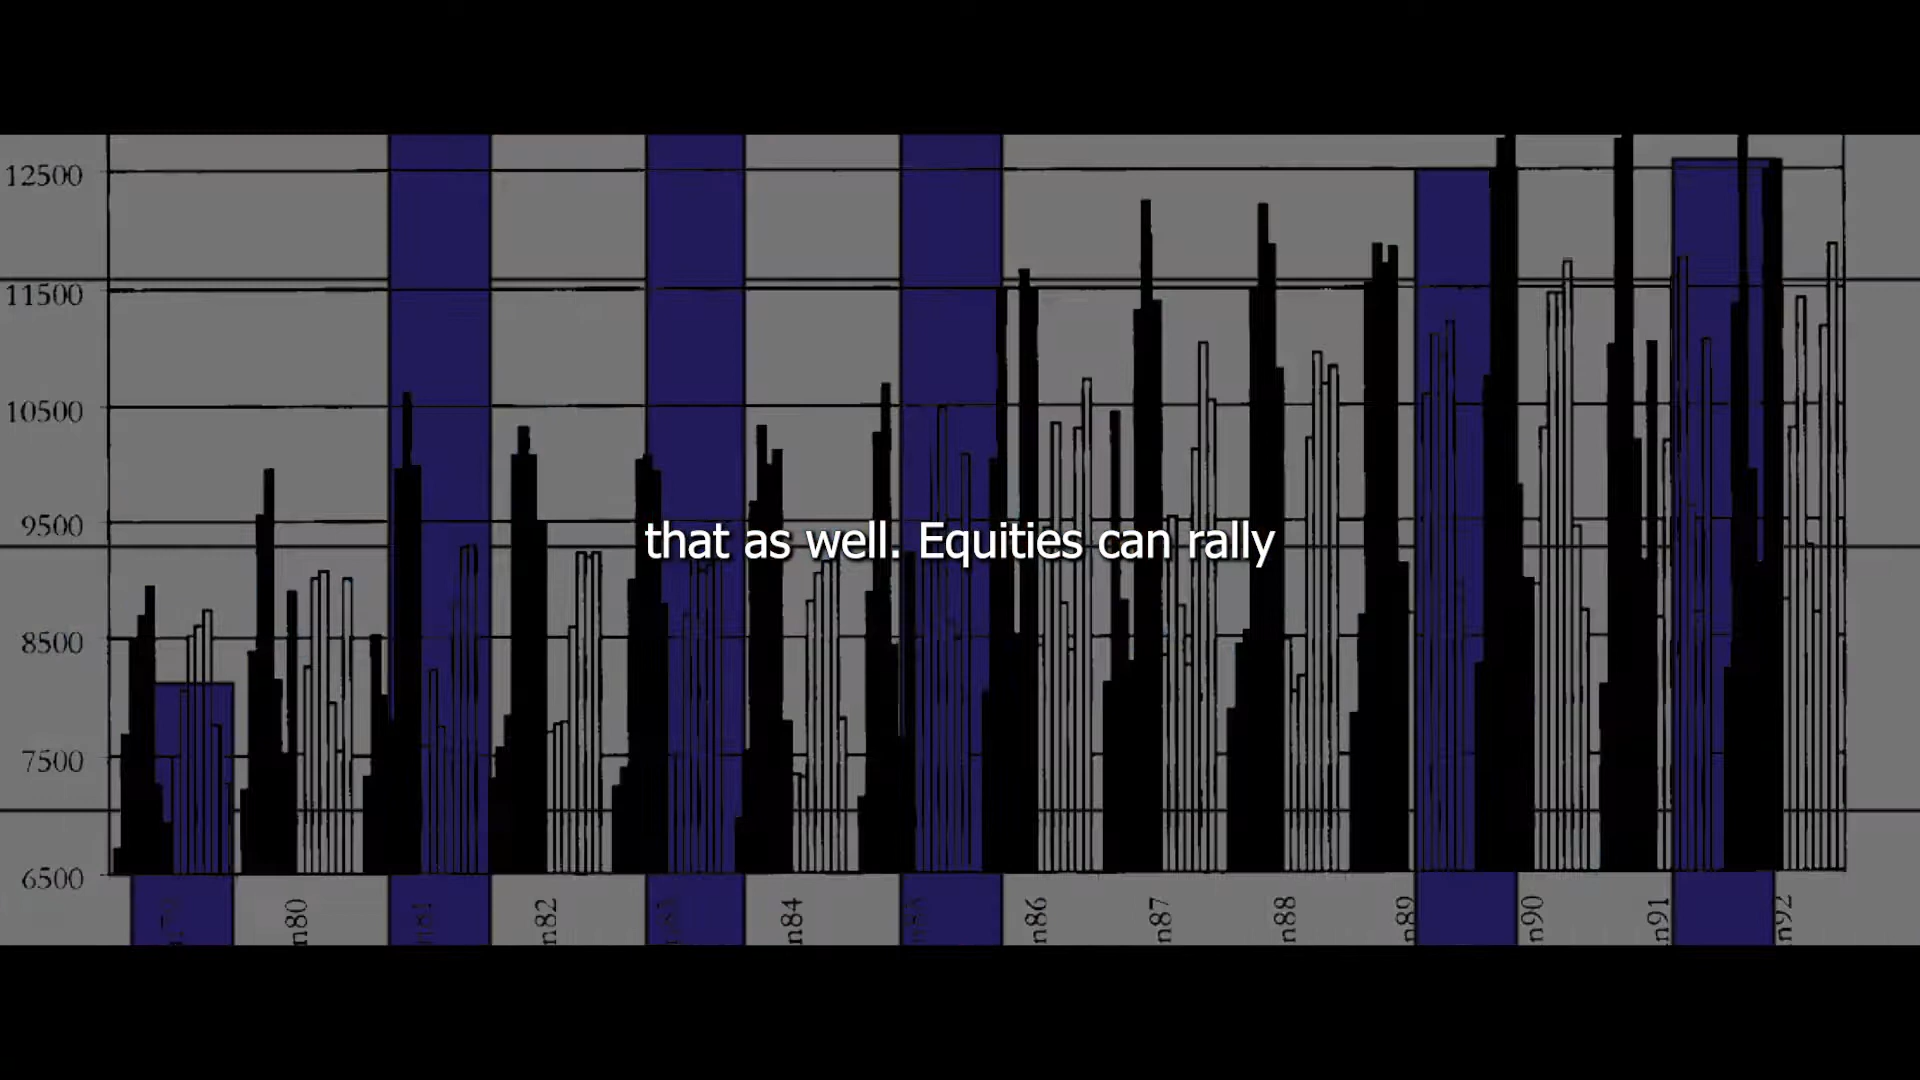 12500
11500
10500
9500
8500
7500
6500
that as well. Equities can rally
n80
n81
n82
n84
n86
n87
n88
n89
n90
n91
n92